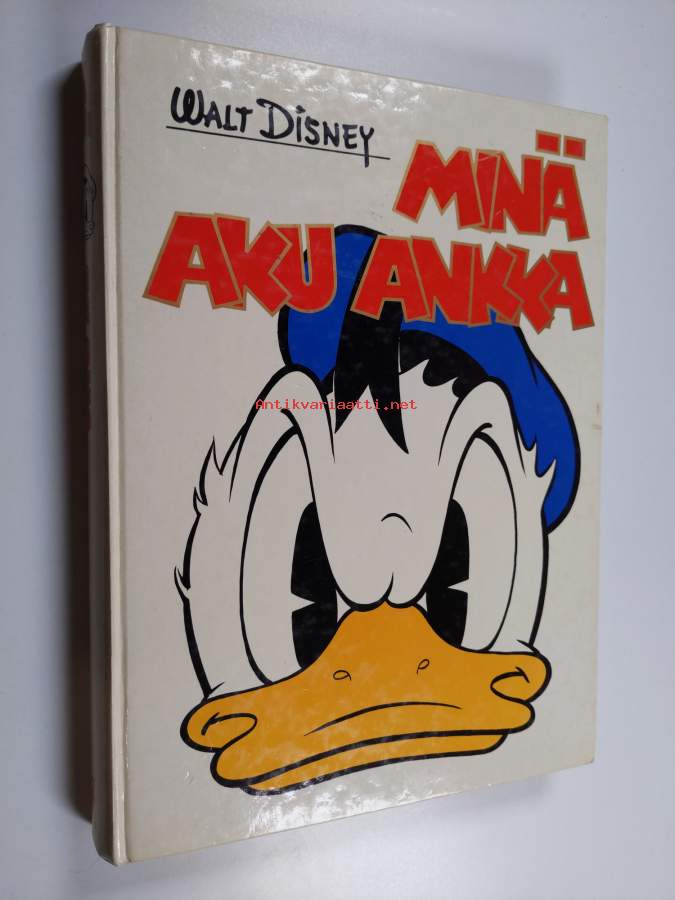 WALT DISNEY
MINÄ
AKU ANKKA
Antikvariaatti.net